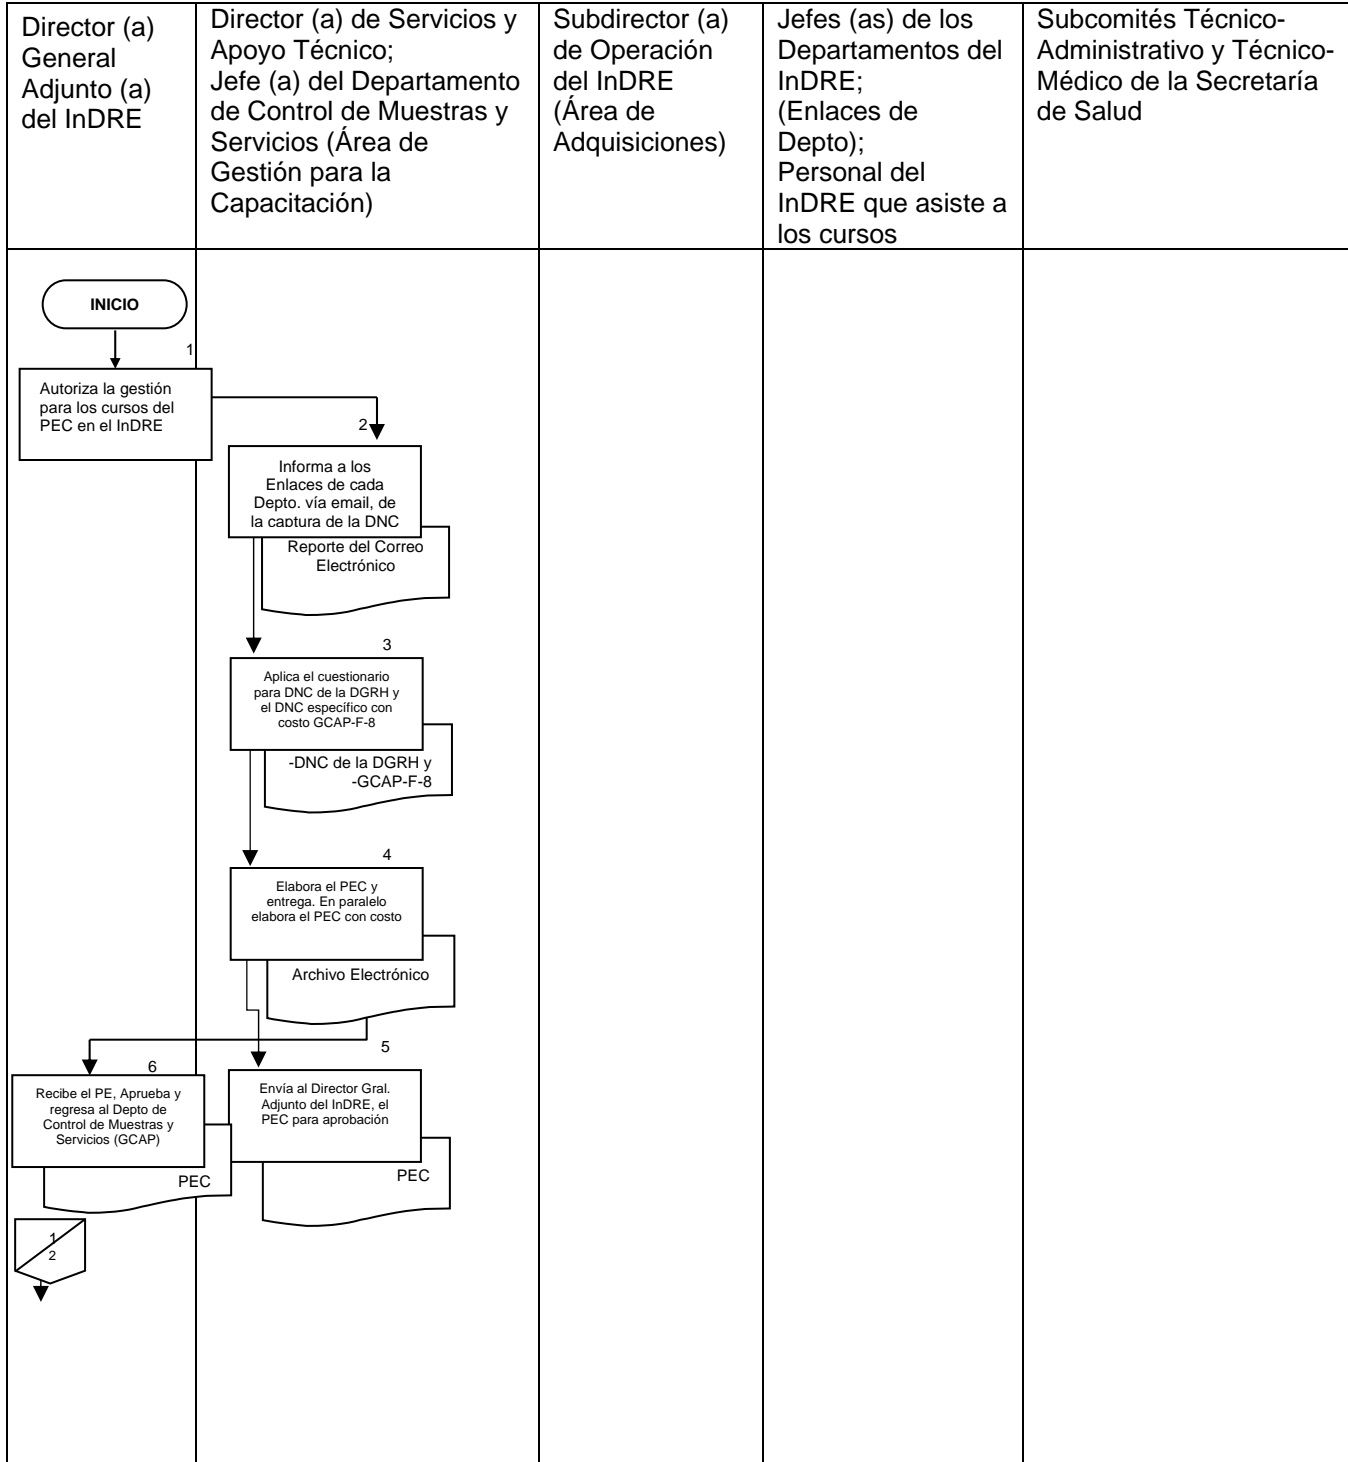 Director (a)
General
Adjunto (a)
del InDRE
Director (a) de Servicios y
Apoyo Técnico;
Jefe (a) del Departamento
de Control de Muestras y
Servicios (Área de
Gestión para la
Capacitación)
Subdirector (a)
de Operación
del InDRE
(Área de
Adquisiciones)
Jefes (as) de los
Departamentos del
InDRE;
(Enlaces de
Depto);
Personal del
InDRE que asiste a
los cursos
Subcomités Técnico-
Administrativo y Técnico-
Médico de la Secretaría
de Salud
INICIO
1
Autoriza la gestión
para los cursos del
PEC en el InDRE
2
Informa a los
Enlaces de cada
Depto. vía email, de
la captura de la DNC
Reporte del Correo
Electrónico
3
Aplica el cuestionario
para DNC de la DGRH y
el DNC específico con
costo GCAP-F-8
-DNC de la DGRH y
-GCAP-F-8
4
Elabora el PEC y
entrega. En paralelo
elabora el PEC con costo
Archivo Electrónico
5
Envía al Director Gral.
Adjunto del InDRE, el
PEC para aprobación
PEC
6
Recibe el PE, Aprueba y
regresa al Depto de
Control de Muestras y
Servicios (GCAP)
PEC
1
2